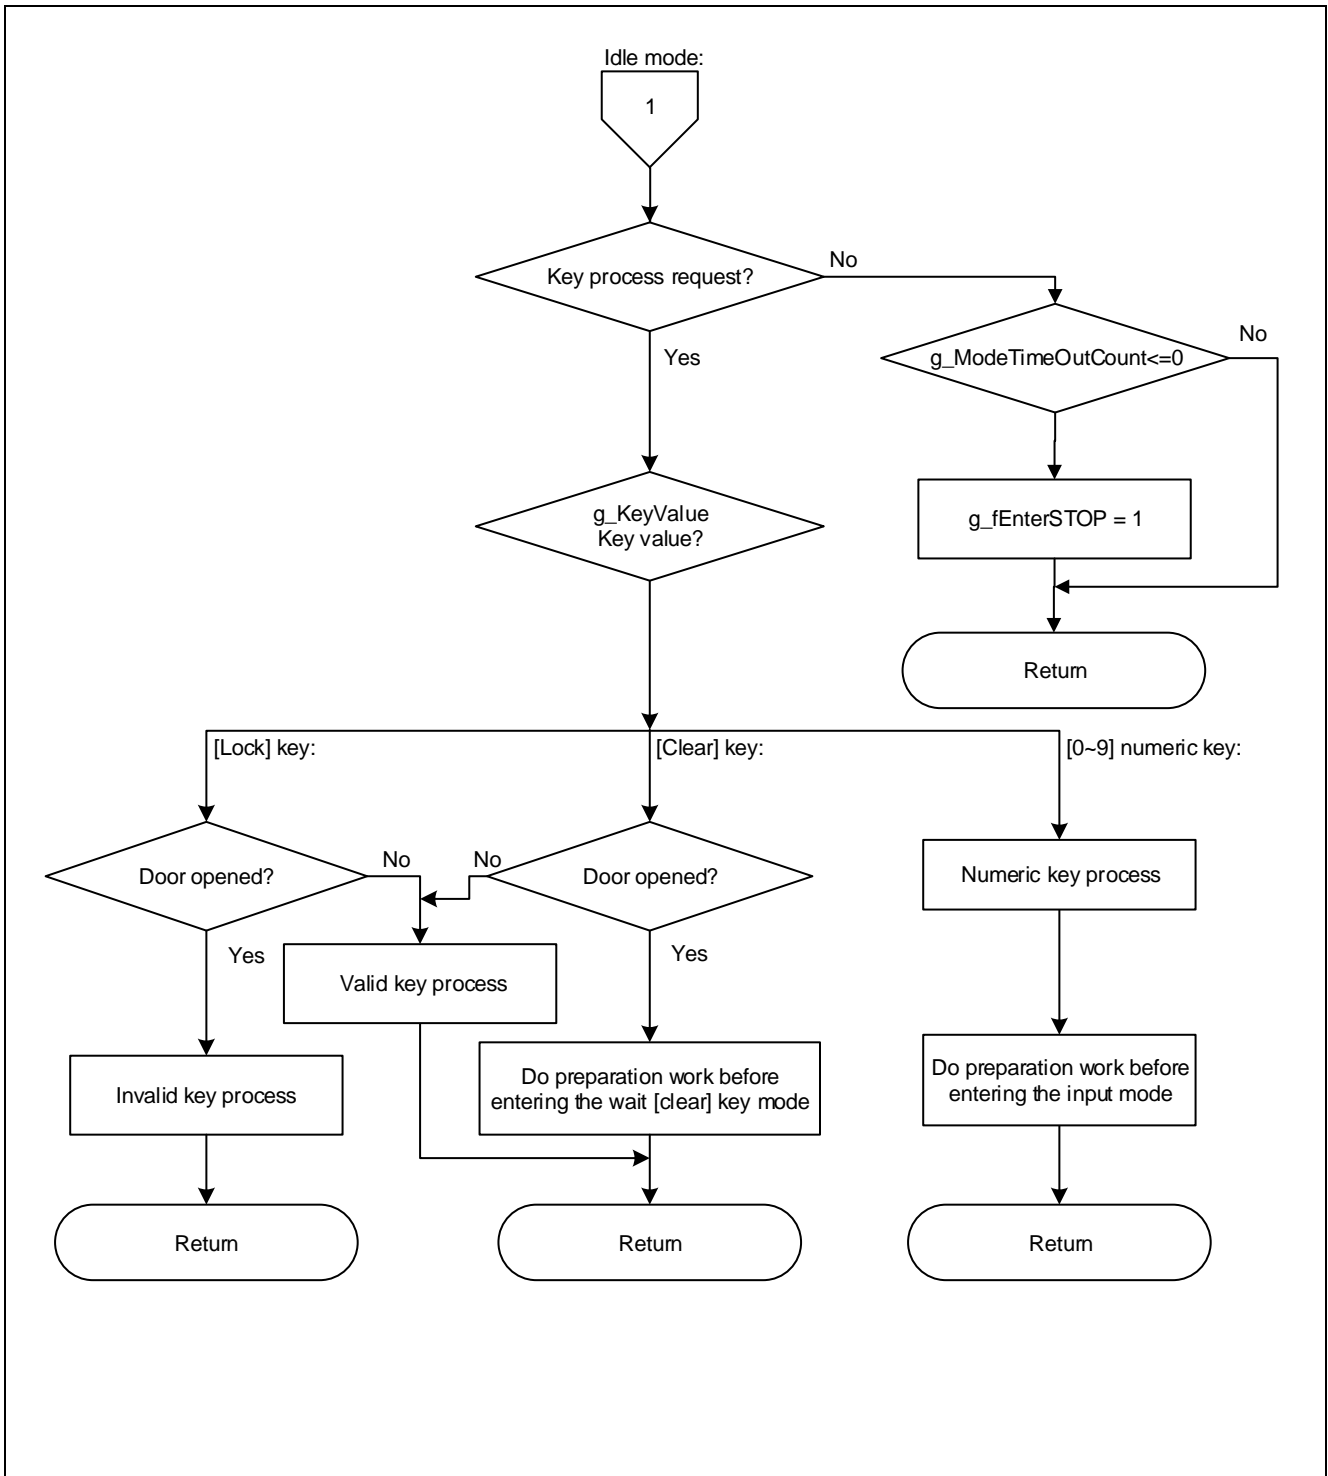 Idle mode:
1
Key process request?
No
Yes
g_ModeTimeOutCount<=0
No
g_KeyValue
Key value?
g_fEnterSTOP = 1
Return
[Lock] key:
[Clear] key:
[0~9] numeric key:
Door opened?
No
No
Door opened?
Numeric key process
Yes
Valid key process
Yes
Invalid key process
Do preparation work before
entering the wait [clear] key mode
Do preparation work before
entering the input mode
Return
Return
Return